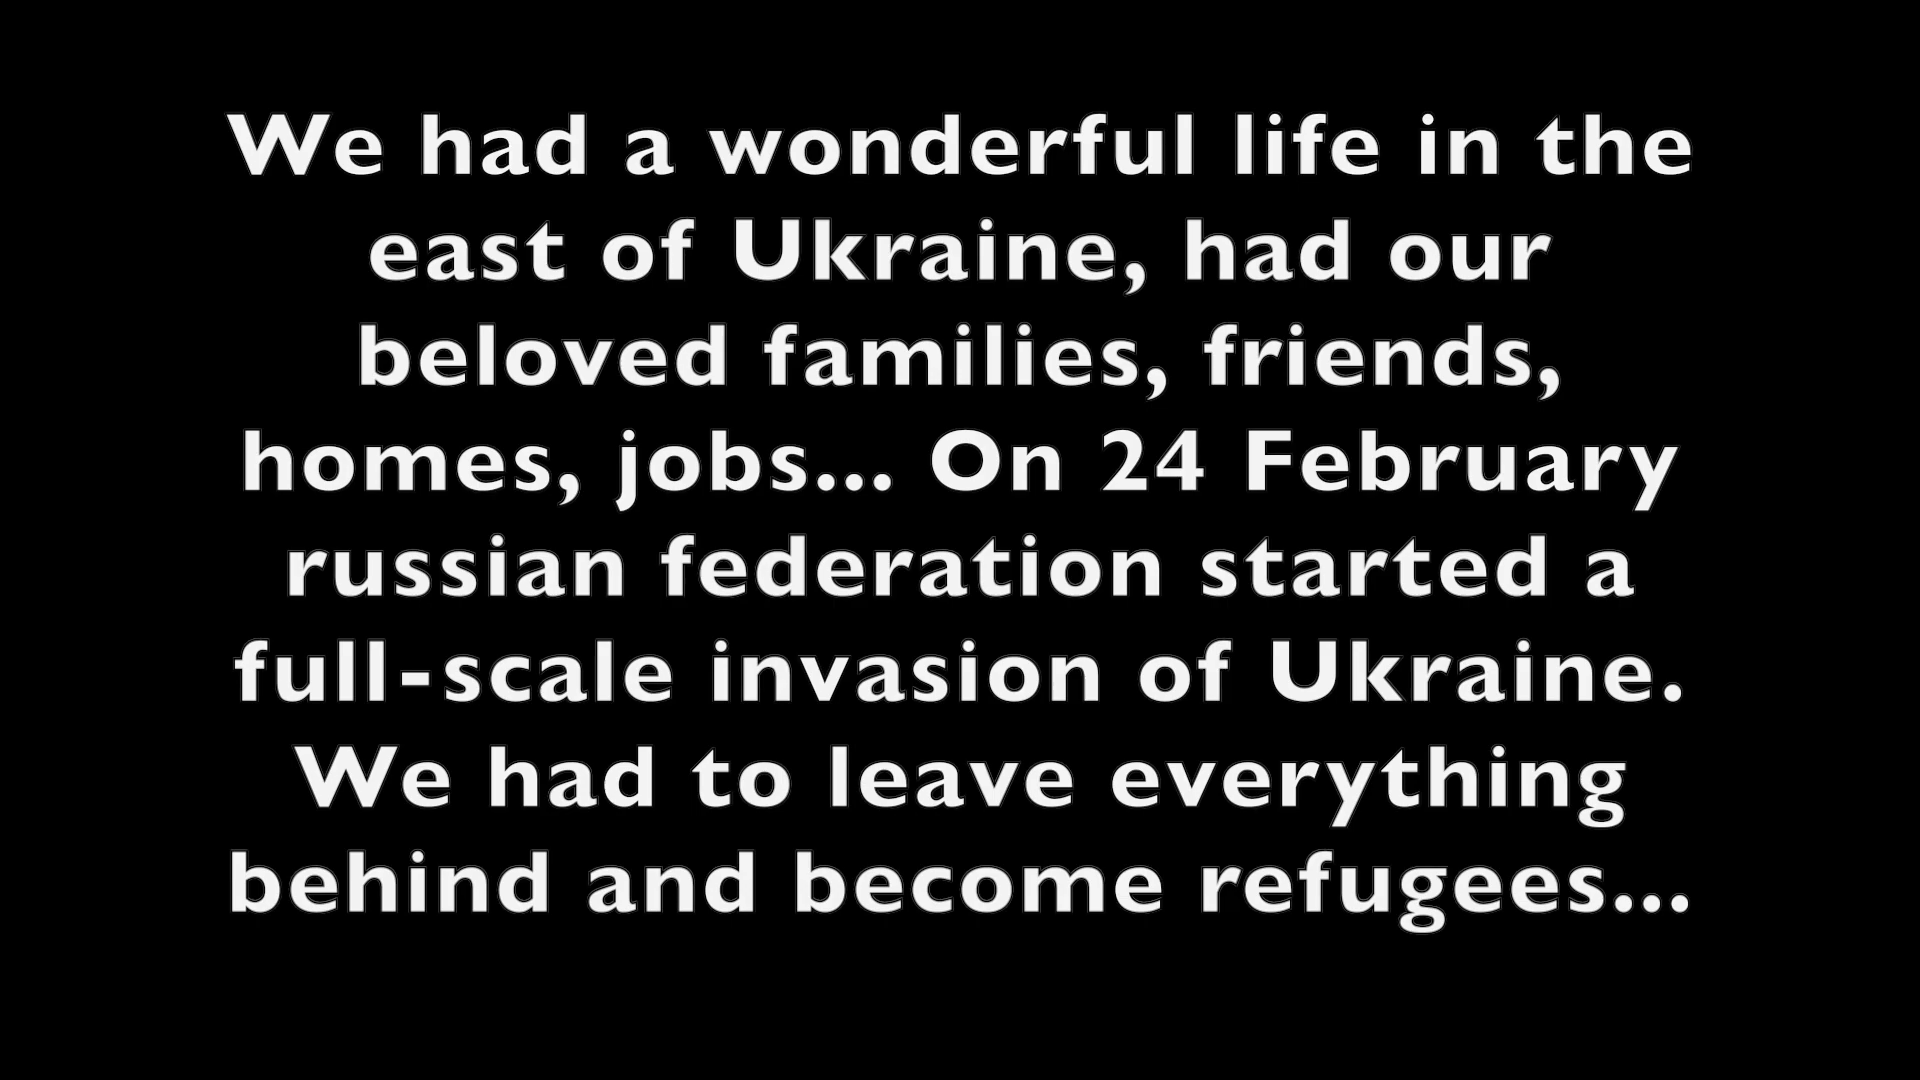 We had a wonderful life in the
east of Ukraine, had our
beloved families, friends,
homes, jobs... On 24 February
russian federation started a
full-scale invasion of Ukraine.
We had to leave everything
behind and become refugees...